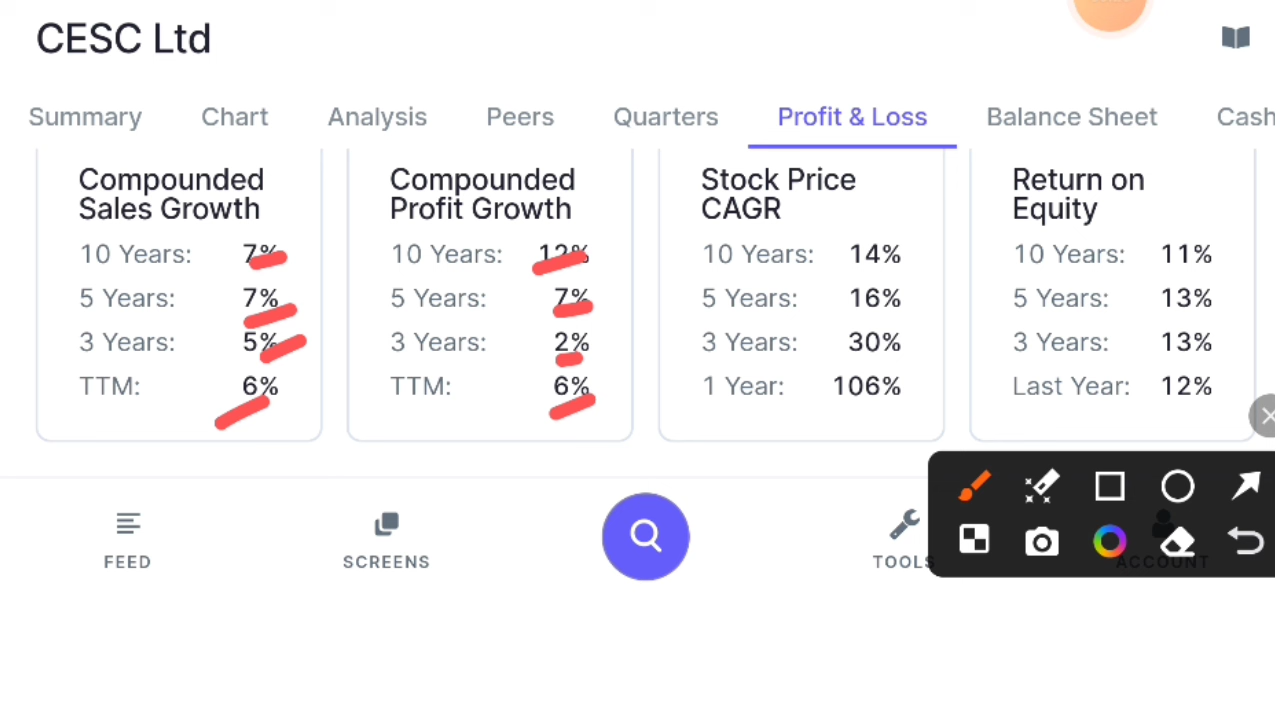 CESC Ltd
Summary Chart Analysis Peers Quarters Profit & Loss Balance Sheet Cash
Compounded
Sales Growth
10 Years: 7%
5 Years: 7%
3 Years: 5%
TTM: 6%
Compounded
Profit Growth
10 Years: 12%
5 Years: 7%
3 Years: 2%
TTM: 6%
Stock Price
CAGR
10 Years: 14%
5 Years: 16%
3 Years: 30%
1 Year: 106%
Return on
Equity
10 Years: 11%
5 Years: 13%
3 Years: 13%
Last Year: 12%
FEED SCREENS TOOLS ACCOUNT